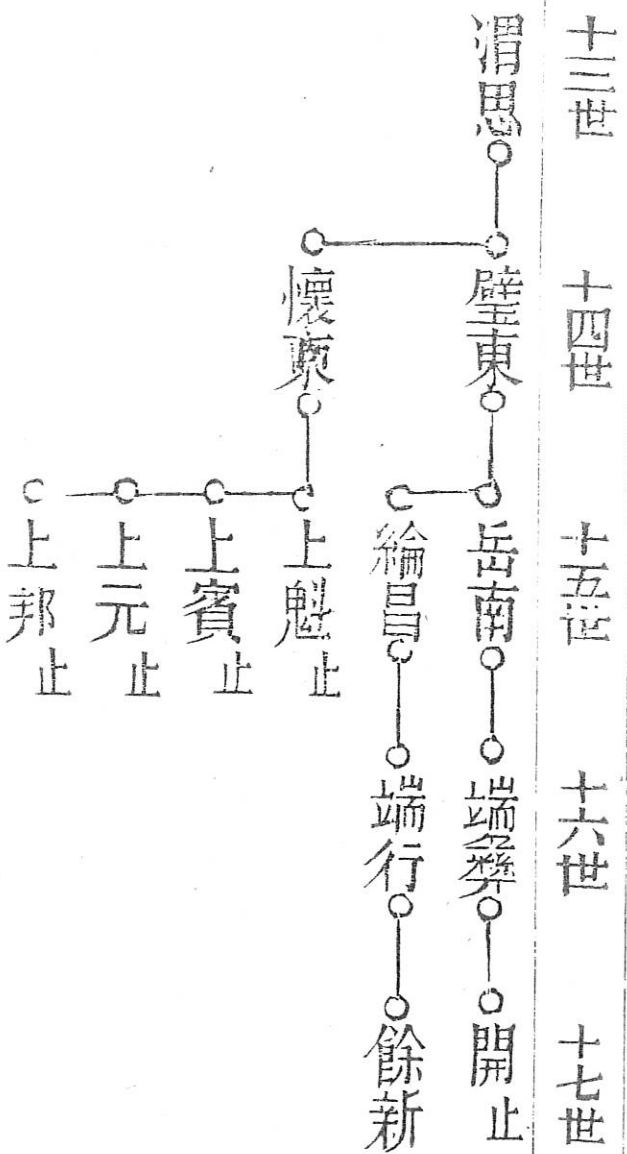 十三世
十四世
十五世
十六世
十七世
渭思
璧東
岳南
端彝
開止
綸昌
端行
餘新
懷東
上魁止
上賓止
上元止
上邦止